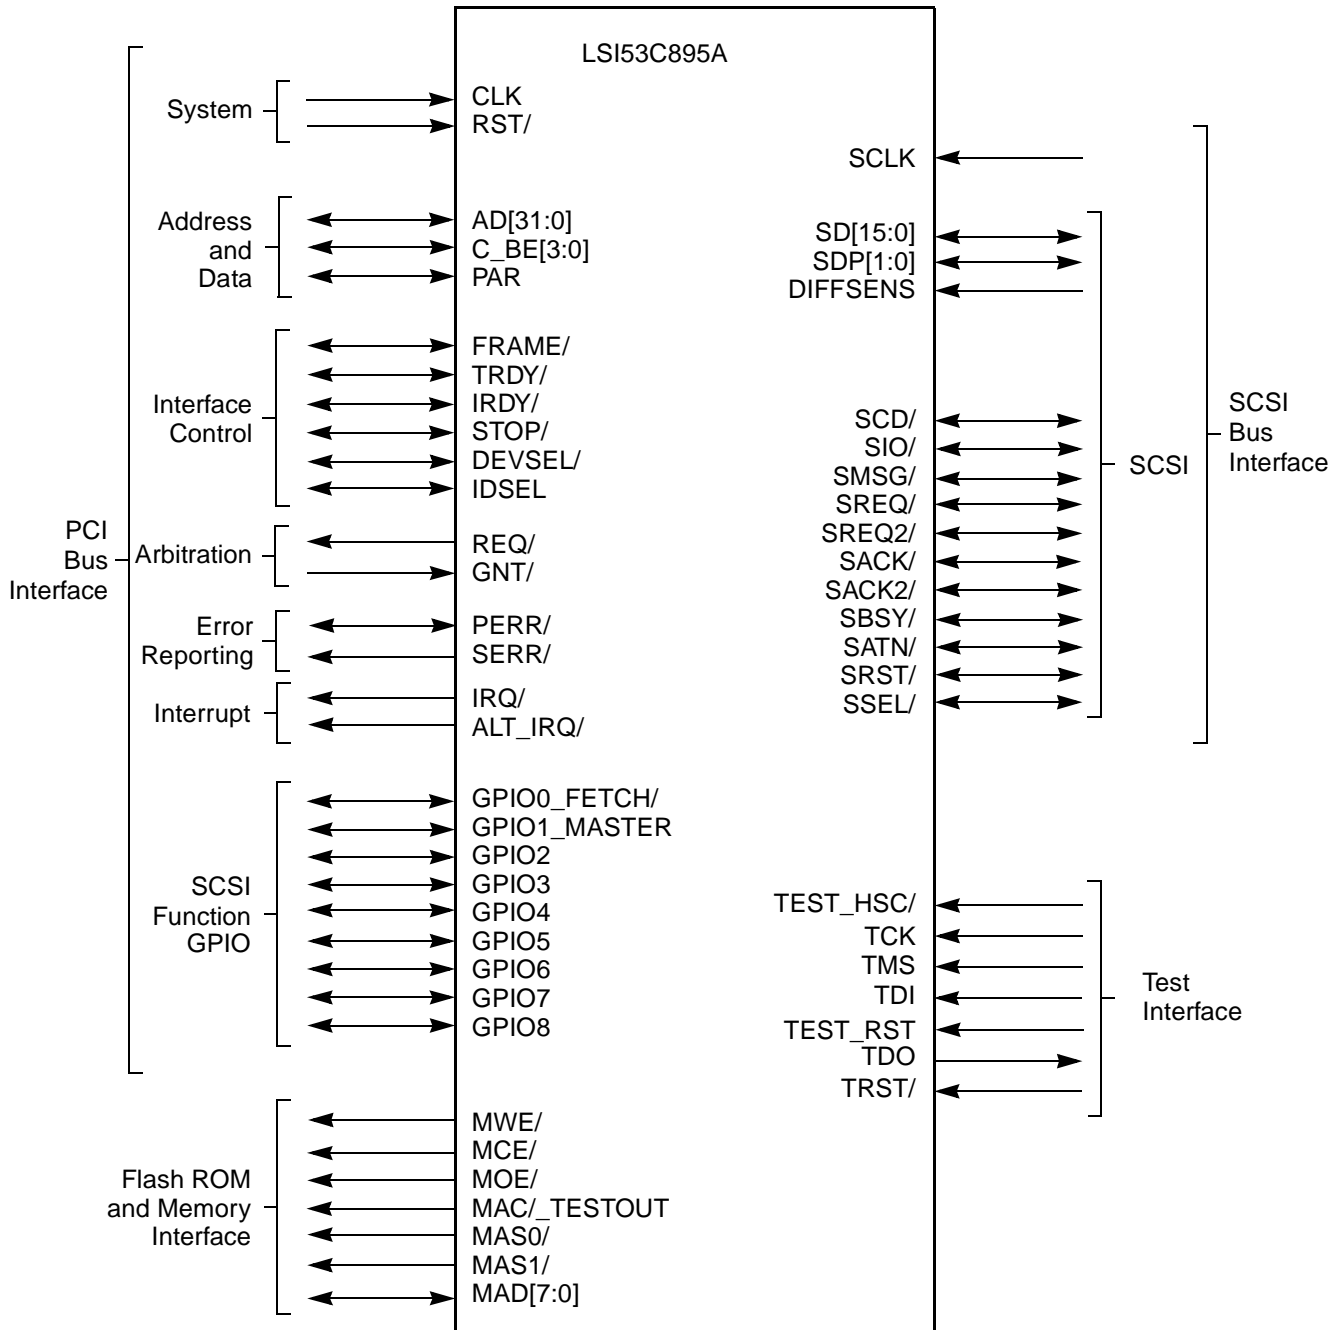 LSI53C895A
PCI
Bus
Interface
System
CLK
RST/
Address
and
Data
AD[31:0]
C_BE[3:0]
PAR
Interface
Control
FRAME/
TRDY/
IRDY/
STOP/
DEVSEL/
IDSEL
Arbitration
REQ/
GNT/
Error
Reporting
PERR/
SERR/
Interrupt
IRQ/
ALT_IRQ/
SCSI
Function
GPIO
GPIO0_FETCH/
GPIO1_MASTER
GPIO2
GPIO3
GPIO4
GPIO5
GPIO6
GPIO7
GPIO8
Flash ROM
and Memory
Interface
MWE/
MCE/
MOE/
MAC/_TESTOUT
MAS0/
MAS1/
MAD[7:0]
SCLK
SD[15:0]
SDP[1:0]
DIFFSENS
SCD/
SIO/
SMSG/
SREQ/
SREQ2/
SACK/
SACK2/
SBSY/
SATN/
SRST/
SSEL/
SCSI
SCSI
Bus
Interface
TEST_HSC/
TCK
TMS
TDI
TEST_RST
TDO
TRST/
Test
Interface